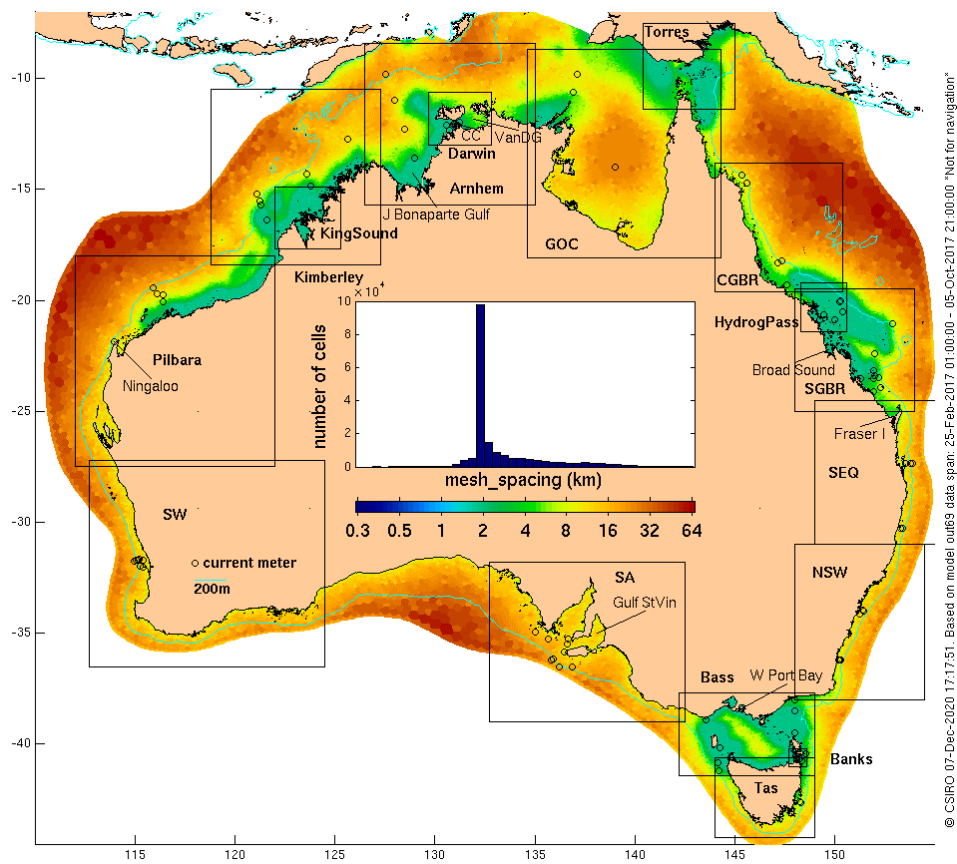 Torres
-10
CC
VanDG
Darwin
Arnhem
-15
J Bonaparte Gulf
KingSound
GOC
Kimberley
CGBR
-20
× 10⁴
HydrogPass
10
8
6
4
2
0
number of cells
mesh_spacing (km)
Pilbara
Ningaloo
Broad Sound
SGBR
-25
Fraser I
SEQ
0.3 0.5 1 2 4 8 16 32 64
SW
-30
current meter
200m
SA
NSW
Gulf StVin
-35
Bass
W Port Bay
-40
Banks
Tas
115 120 125 130 135 140 145 150
© CSIRO 07-Dec-2020 17:17:51. Based on model out69 data span: 25-Feb-2017 01:00:00 - 05-Oct-2017 21:00:00 "Not for navigation"